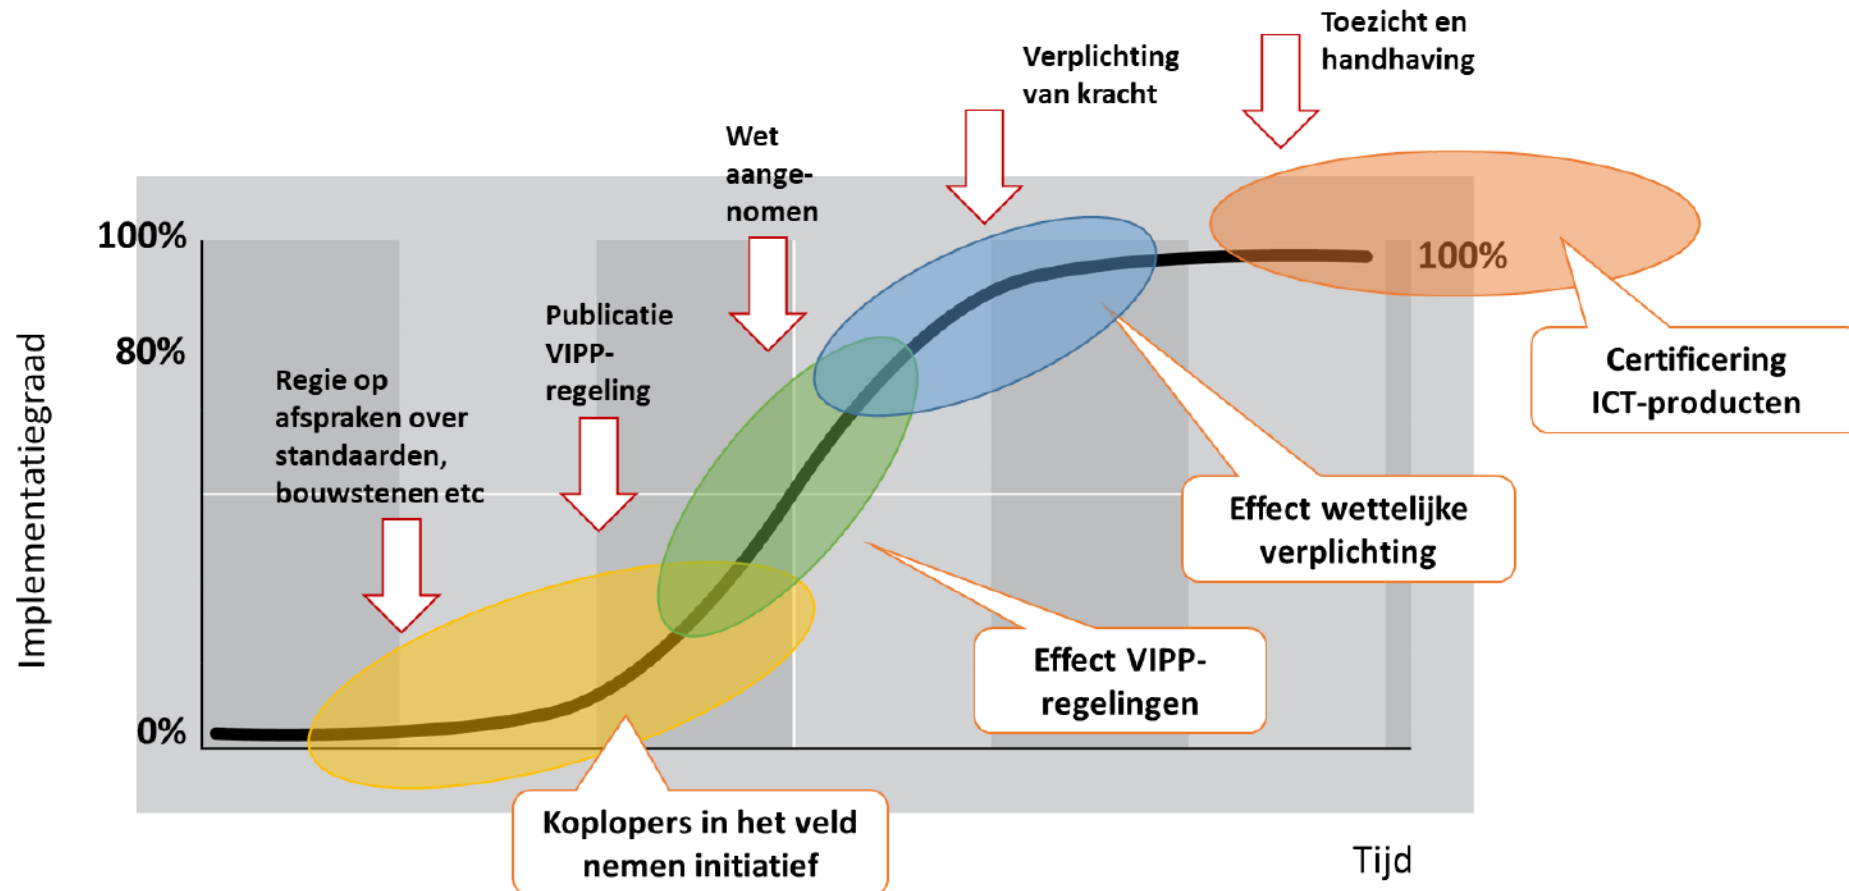 Toezicht en
handhaving
Verplichting
van kracht
Wet
aange-
nomen
100%
100%
Publicatie
VIPP-
regeling
80%
Regie op
afspraken over
standaarden,
bouwstenen etc
Certificering
ICT-producten
Effect wettelijke
verplichting
Implementatiegraad
Effect VIPP-
regelingen
0%
Koplopers in het veld
nemen initiatief
Tijd